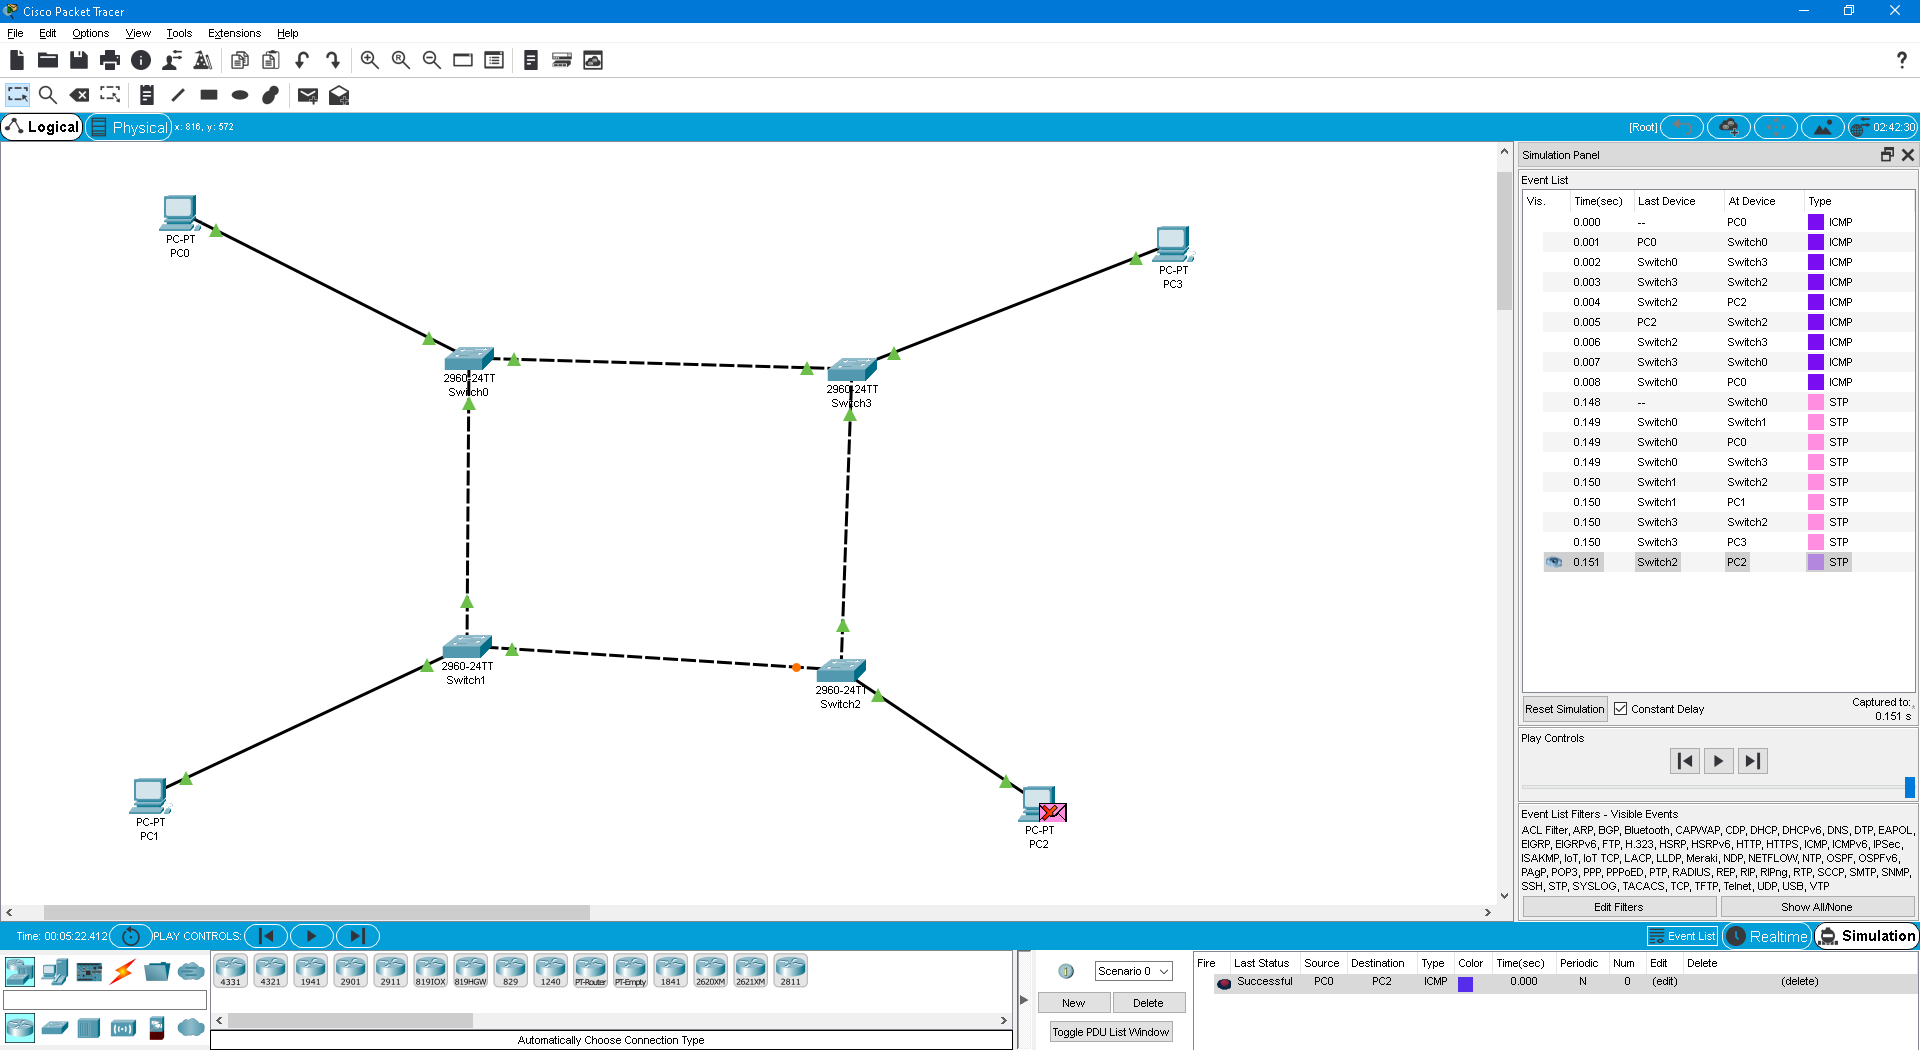 Cisco Packet Tracer
File Edit Options View Tools Extensions Help
Logical Physical x: 816, y: 572 [Root] 02:42:30
PC-PT
PC0
PC-PT
PC3
2960-24TT
Switch0
2960-24TT
Switch3
2960-24TT
Switch1
2960-24TT
Switch2
PC-PT
PC1
PC-PT
PC2
Simulation Panel
Event List
Vis. Time(sec) Last Device At Device Type
0.000 -- PC0 ICMP
0.001 PC0 Switch0 ICMP
0.002 Switch0 Switch3 ICMP
0.003 Switch3 Switch2 ICMP
0.004 Switch2 PC2 ICMP
0.005 PC2 Switch2 ICMP
0.006 Switch2 Switch3 ICMP
0.007 Switch3 Switch0 ICMP
0.008 Switch0 PC0 ICMP
0.148 -- Switch0 STP
0.149 Switch0 Switch1 STP
0.149 Switch0 PC0 STP
0.149 Switch0 Switch3 STP
0.150 Switch1 Switch2 STP
0.150 Switch1 PC1 STP
0.150 Switch3 Switch2 STP
0.150 Switch3 PC3 STP
0.151 Switch2 PC2 STP
Reset Simulation Constant Delay Captured to:
0.151 s
Play Controls
Event List Filters - Visible Events
ACL Filter, ARP, BGP, Bluetooth, CAPWAP, CDP, DHCP, DHCPv6, DNS, DTP, EAPOL,
EIGRP, EIGRPv6, FTP, H.323, HSRP, HSRPv6, HTTP, HTTPS, ICMP, ICMPv6, IPSec,
ISAKMP, IoT, IoT TCP, LACP, LLDP, Meraki, NDP, NETFLOW, NTP, OSPF, OSPFv6,
PAgP, POP3, PPP, PPPoED, PTP, RADIUS, REP, RIP, RIPng, RTP, SCCP, SMTP, SNMP,
SSH, STP, SYSLOG, TACACS, TCP, TFTP, Telnet, UDP, USB, VTP
Edit Filters Show All/None
Time: 00:05:22.412 PLAY CONTROLS: Event List Realtime Simulation
4331 4321 1941 2901 2911 819IOX 819HGW 829 1240 PT-Router PT-Empty 1841 2620XM 2621XM 2811
Automatically Choose Connection Type
Scenario 0
New Delete
Toggle PDU List Window
Fire Last Status Source Destination Type Color Time(sec) Periodic Num Edit Delete
Successful PC0 PC2 ICMP 0.000 N 0 (edit) (delete)